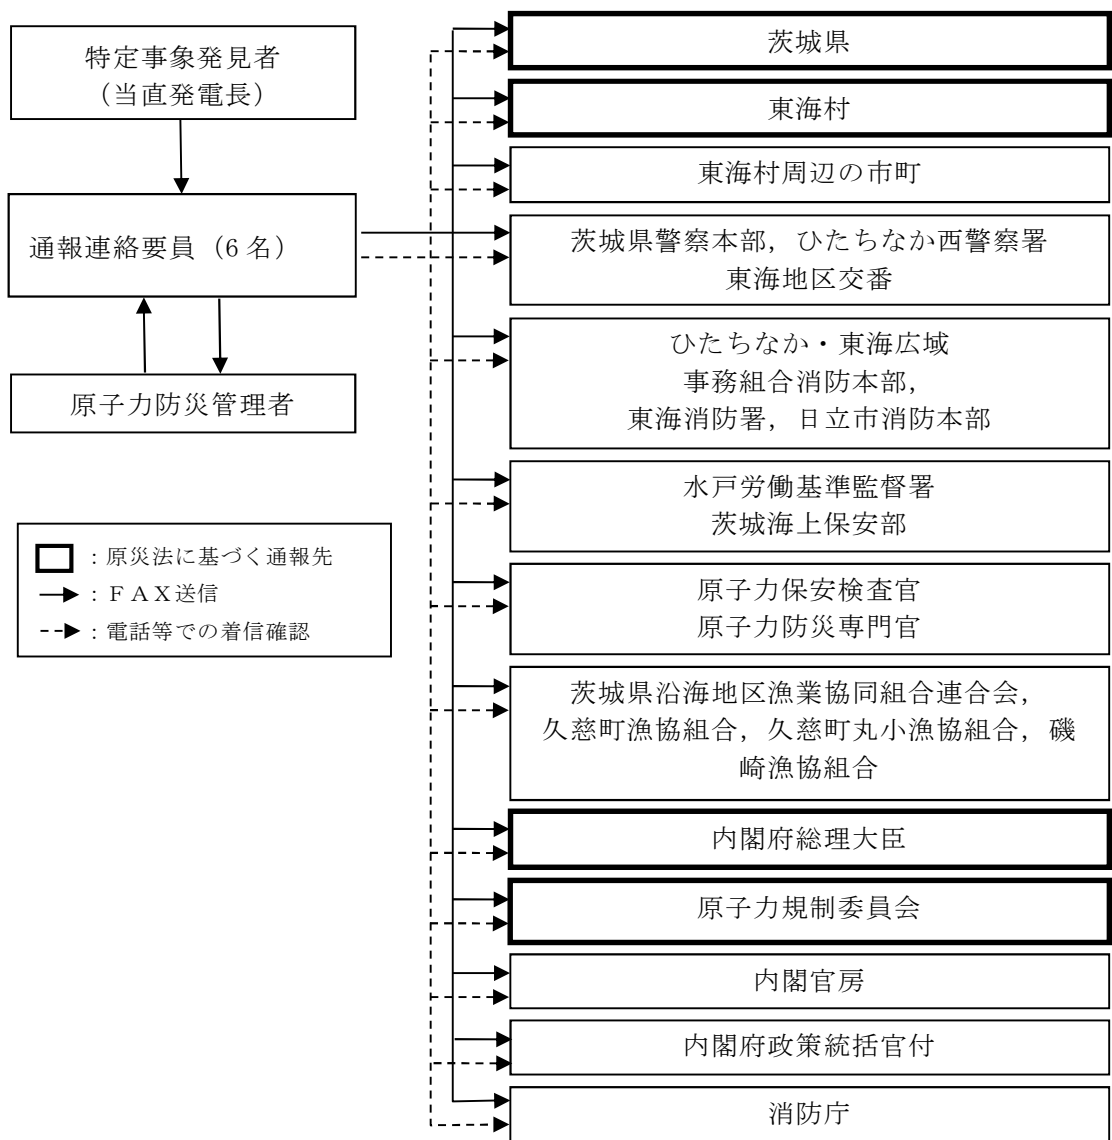 特定事象発見者
（当直発電長）
通報連絡要員（6名）
原子力防災管理者
：原災法に基づく通報先
：ＦＡＸ送信
：電話等での着信確認
茨城県
東海村
東海村周辺の市町
茨城県警察本部，ひたちなか西警察署
東海地区交番
ひたちなか・東海広域
事務組合消防本部，
東海消防署，日立市消防本部
水戸労働基準監督署
茨城海上保安部
原子力保安検査官
原子力防災専門官
茨城県沿海地区漁業協同組合連合会，
久慈町漁協組合，久慈町丸小漁協組合，磯
崎漁協組合
内閣府総理大臣
原子力規制委員会
内閣官房
内閣府政策統括官付
消防庁